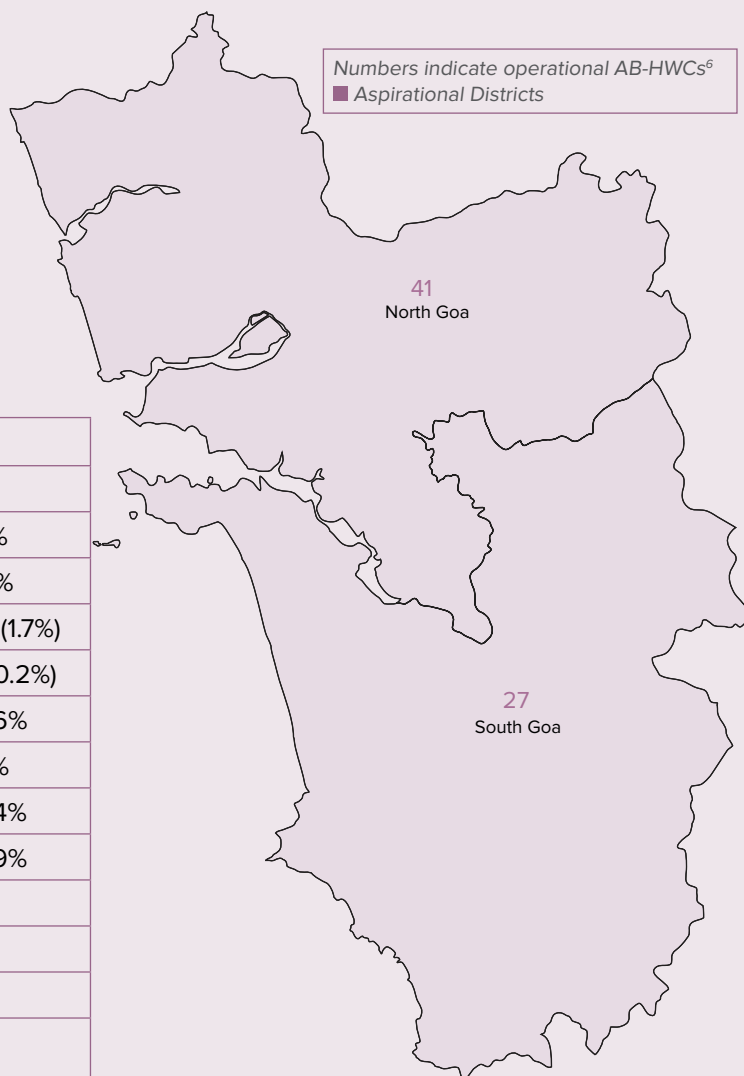 Numbers indicate operational AB-HWCs⁶
Aspirational Districts
41
North Goa
%
%
(1.7%)
0.2%)
6%
%
4%
9%
27
South Goa